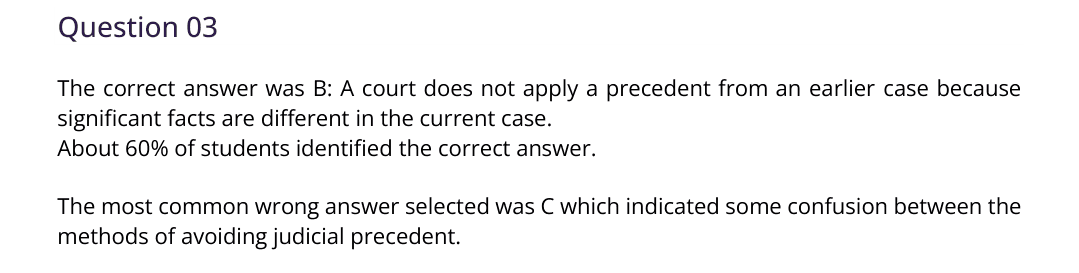 Question 03
The correct answer was B: A court does not apply a precedent from an earlier case because
significant facts are different in the current case.
About 60% of students identified the correct answer.
The most common wrong answer selected was C which indicated some confusion between the
methods of avoiding judicial precedent.